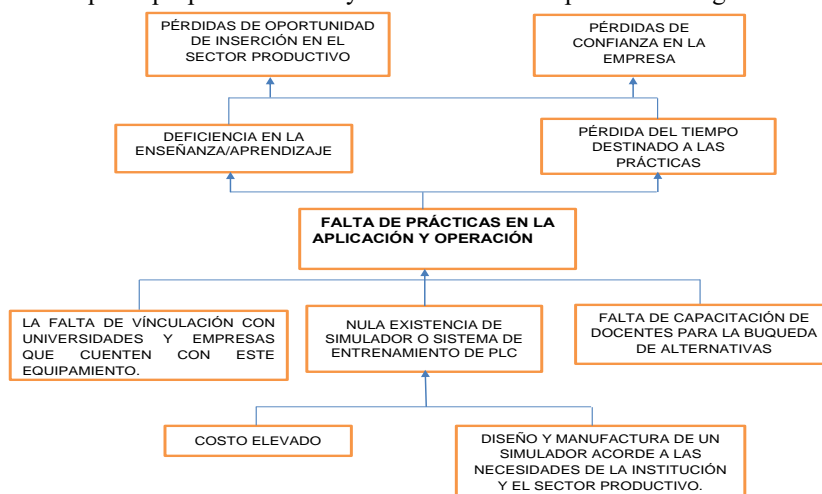 PÉRDIDAS DE OPORTUNIDAD
DE INSERCIÓN EN EL
SECTOR PRODUCTIVO
PÉRDIDAS DE
CONFIANZA EN LA
EMPRESA
DEFICIENCIA EN LA
ENSEÑANZA/APRENDIZAJE
PÉRDIDA DEL TIEMPO
DESTINADO A LAS
PRÁCTICAS
FALTA DE PRÁCTICAS EN LA
APLICACIÓN Y OPERACIÓN
LA FALTA DE VÍNCULACIÓN CON
UNIVERSIDADES Y EMPRESAS
QUE CUENTEN CON ESTE
EQUIPAMIENTO.
NULA EXISTENCIA DE
SIMULADOR O SISTEMA DE
ENTRENAMIENTO DE PLC
FALTA DE CAPACITACIÓN DE
DOCENTES PARA LA BUQUEDA
DE ALTERNATIVAS
COSTO ELEVADO
DISEÑO Y MANUFACTURA DE UN
SIMULADOR ACORDE A LAS
NECESIDADES DE LA INSTITUCIÓN
Y EL SECTOR PRODUCTIVO.